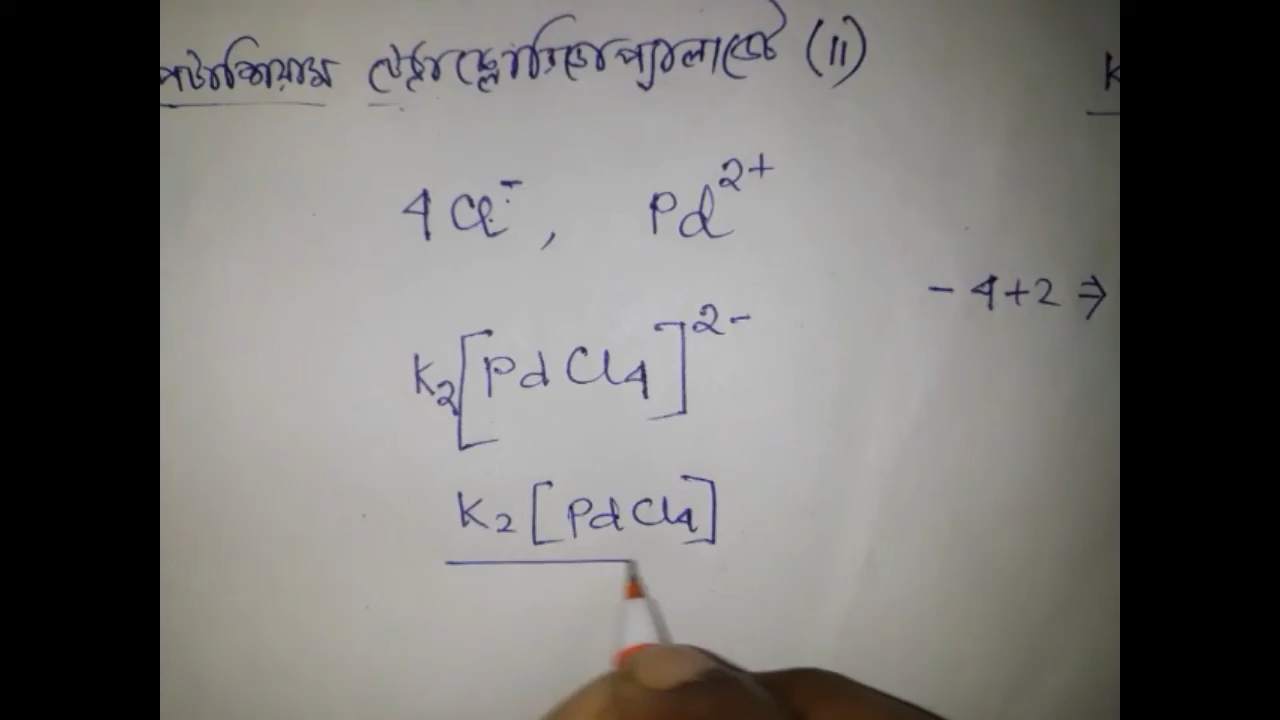 পটাশিয়াম টেট্রাক্লোরিডোপ্যালাডেট (II)
K
4Cl⁻, Pd²⁺
-4+2 ⇒
K₂[PdCl₄]²⁻
K₂[PdCl₄]